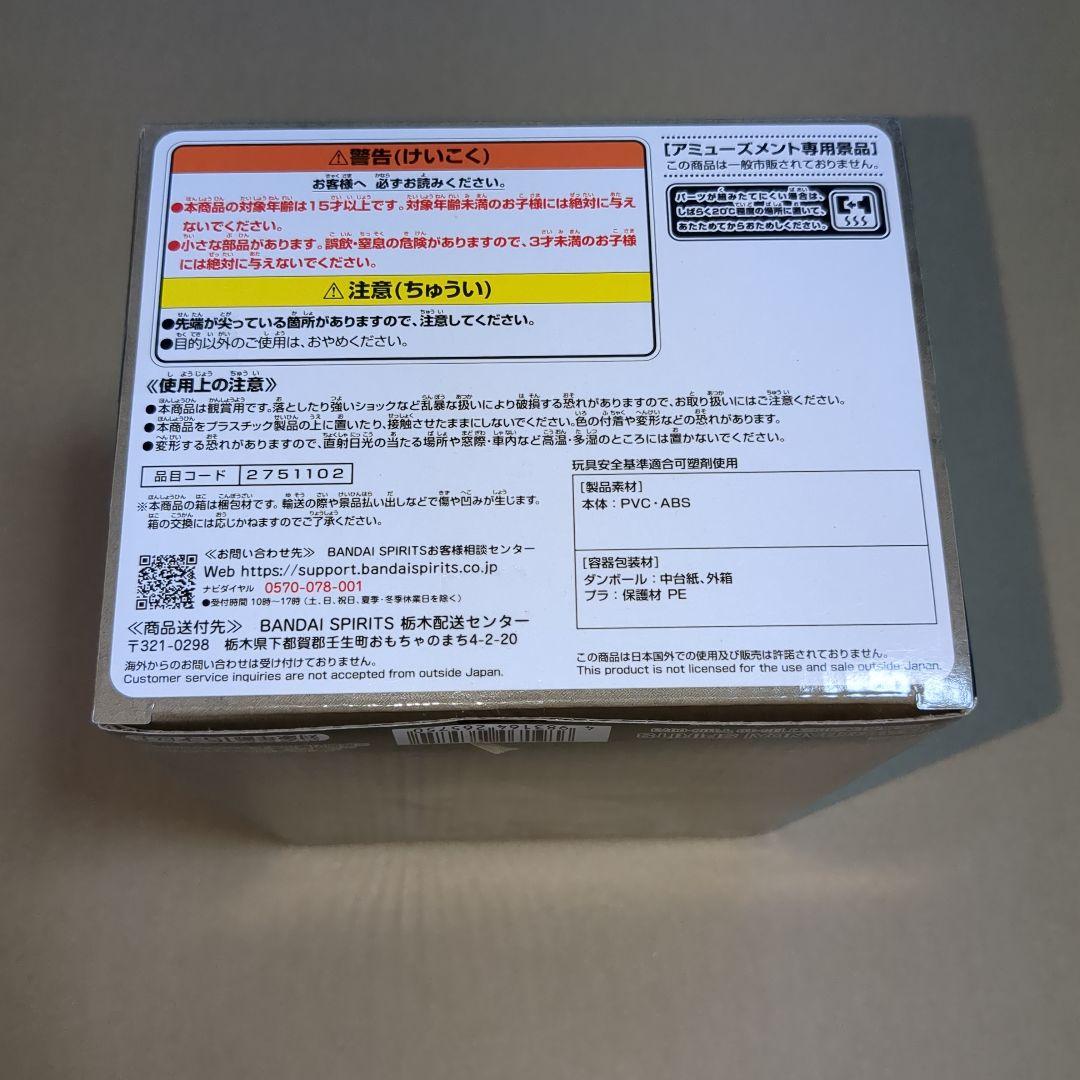 ⚠警告(けいこく)
お客様へ 必ずお読みください。
●本商品の対象年齢は15才以上です。対象年齢未満のお子様には絶対に与え
ないでください。
●小さな部品があります。誤飲・窒息の危険がありますので、3才未満のお子様
には絶対に与えないでください。
⚠注意(ちゅうい)
●先端が尖っている箇所がありますので、注意してください。
●目的以外のご使用は、おやめください。
[アミューズメント専用景品]
この商品は一般市販されておりません。
パーツが組みたてにくい場合は、
しばらく20℃程度の場所に置いて、
あたためてからおためしください。
《使用上の注意》
●本商品は観賞用です。落としたり強いショックなど乱暴な扱いにより破損する恐れがありますので、お取り扱いにはご注意ください。
●本商品をプラスチック製品の上に置いたり、接触させたままにしないでください。色の付着や変形などの恐れがあります。
●変形する恐れがありますので、直射日光の当たる場所や窓際・車内など高温・多湿のところには置かないでください。
品目コード 2751102
※本商品の箱は梱包材です。輸送の際や景品払い出しなどで傷や凹みが生じます。
箱の交換には応じかねますのでご了承ください。
≪お問い合わせ先≫ BANDAI SPIRITSお客様相談センター
Web https://support.bandaispirits.co.jp
ナビダイヤル 0570-078-001
●受付時間 10時〜17時(土、日、祝日、夏季・冬季休業日を除く)
≪商品送付先≫ BANDAI SPIRITS 栃木配送センター
〒321-0298 栃木県下都賀郡壬生町おもちゃのまち4-2-20
海外からのお問い合わせは受け付けておりません。
Customer service inquiries are not accepted from outside Japan.
玩具安全基準適合可塑剤使用
[製品素材]
本体:PVC・ABS
[容器包装材]
ダンボール:中台紙、外箱
プラ:保護材 PE
この商品は日本国外での使用及び販売は許諾されておりません。
This product is not licensed for the use and sale outside Japan.